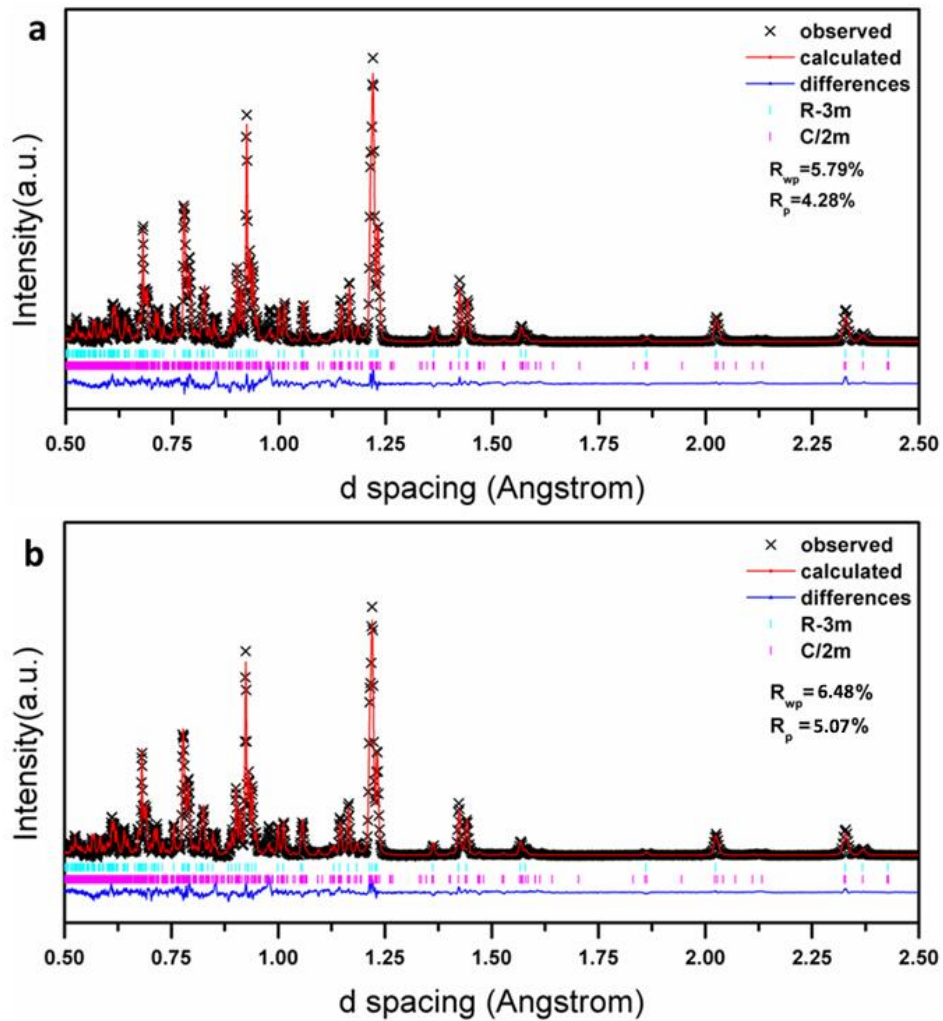 a
observed
calculated
differences
R-3m
C/2m
Rwp=5.79%
Rp=4.28%
Intensity(a.u.)
0.50 0.75 1.00 1.25 1.50 1.75 2.00 2.25 2.50
d spacing (Angstrom)
b
observed
calculated
differences
R-3m
C/2m
Rwp=6.48%
Rp =5.07%
Intensity(a.u.)
0.50 0.75 1.00 1.25 1.50 1.75 2.00 2.25 2.50
d spacing (Angstrom)